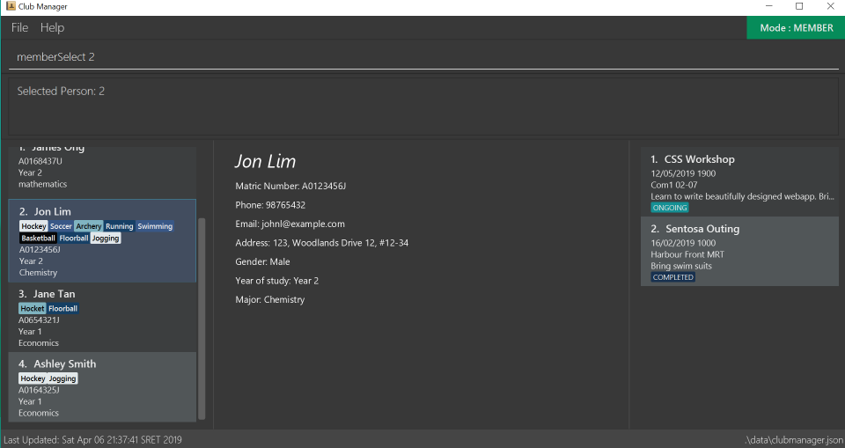 Club Manager
File Help
Mode : MEMBER
memberSelect 2
Selected Person: 2
1. James Ong
A0168437U
Year 2
mathematics
2. Jon Lim
Hockey Soccer Archery Running Swimming
Basketball Floorball Jogging
A0123456J
Year 2
Chemistry
3. Jane Tan
Hocket Floorball
A0654321J
Year 1
Economics
4. Ashley Smith
Hockey Jogging
A0164325J
Year 1
Economics
Jon Lim
Matric Number: A0123456J
Phone: 98765432
Email: johnl@example.com
Address: 123, Woodlands Drive 12, #12-34
Gender: Male
Year of study: Year 2
Major: Chemistry
1. CSS Workshop
12/05/2019 1900
Com1 02-07
Learn to write beautifully designed webapp. Bri...
ONGOING
2. Sentosa Outing
16/02/2019 1000
Harbour Front MRT
Bring swim suits
COMPLETED
Last Updated: Sat Apr 06 21:37:41 SRET 2019
.\data\clubmanager.json